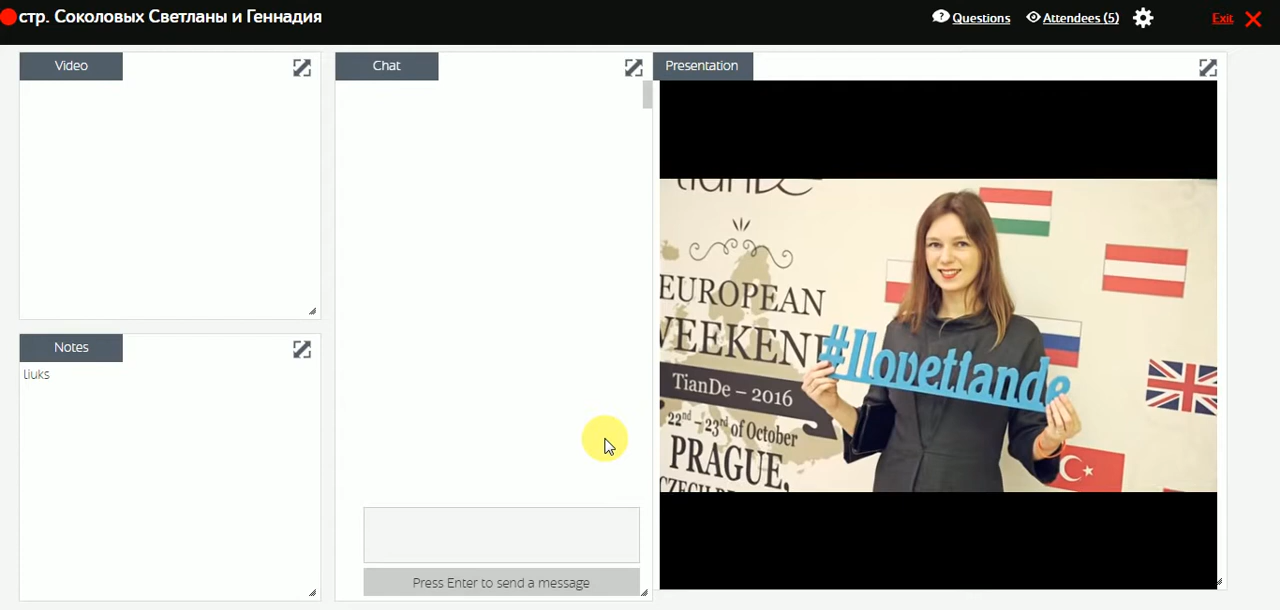 стр. Соколовых Светланы и Геннадия
Questions
Attendees (5)
Exit
Video
Chat
Presentation
Notes
liuks
Press Enter to send a message
EUROPEAN
WEEKEND
TianDe – 2016
22nd – 23rd of October
PRAGUE,
#Ilovetiande